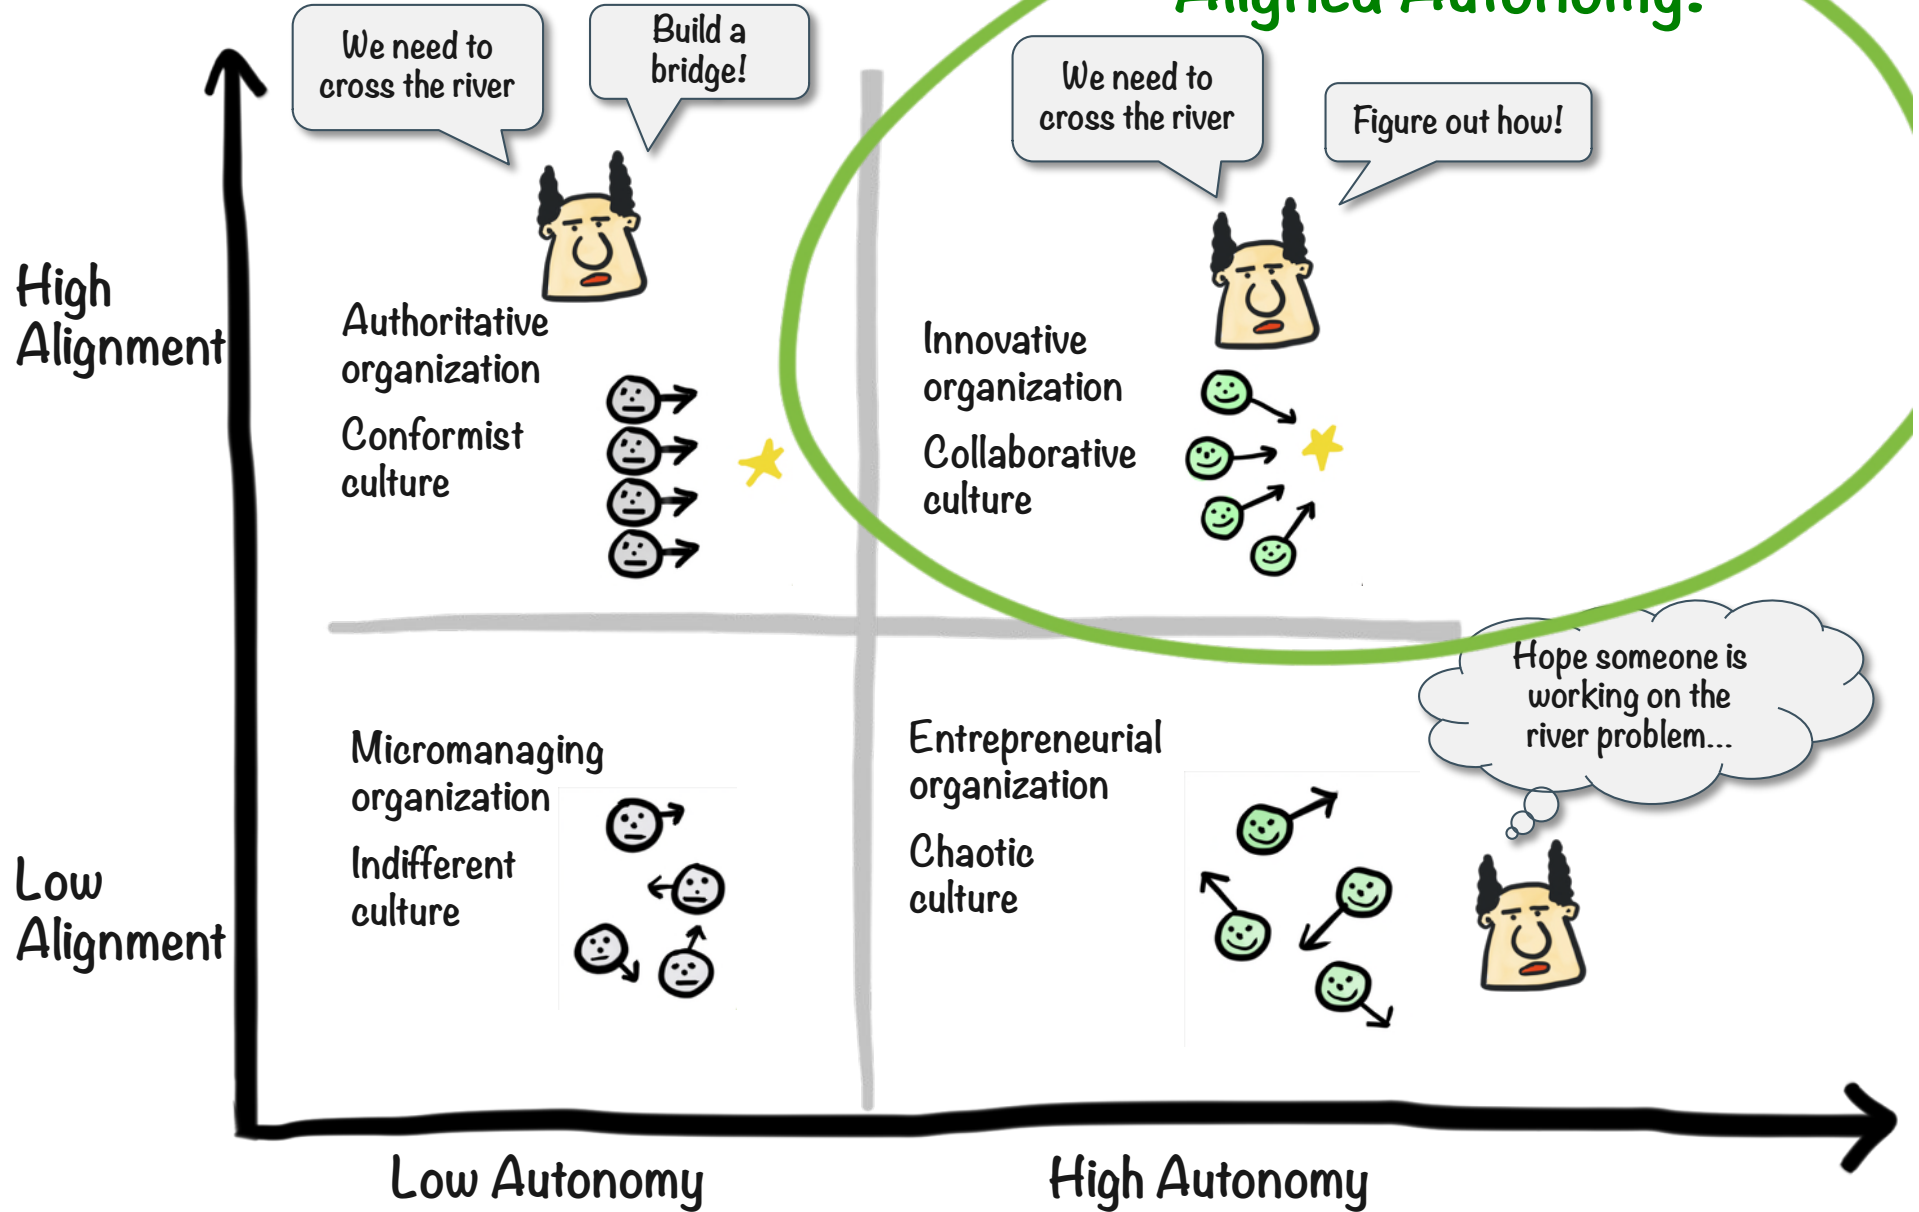 Aligned Autonomy!
We need to
cross the river
Build a
bridge!
We need to
cross the river
Figure out how!
High
Alignment
Authoritative
organization
Conformist
culture
Innovative
organization
Collaborative
culture
Hope someone is
working on the
river problem...
Low
Alignment
Micromanaging
organization
Indifferent
culture
Entrepreneurial
organization
Chaotic
culture
Low Autonomy
High Autonomy